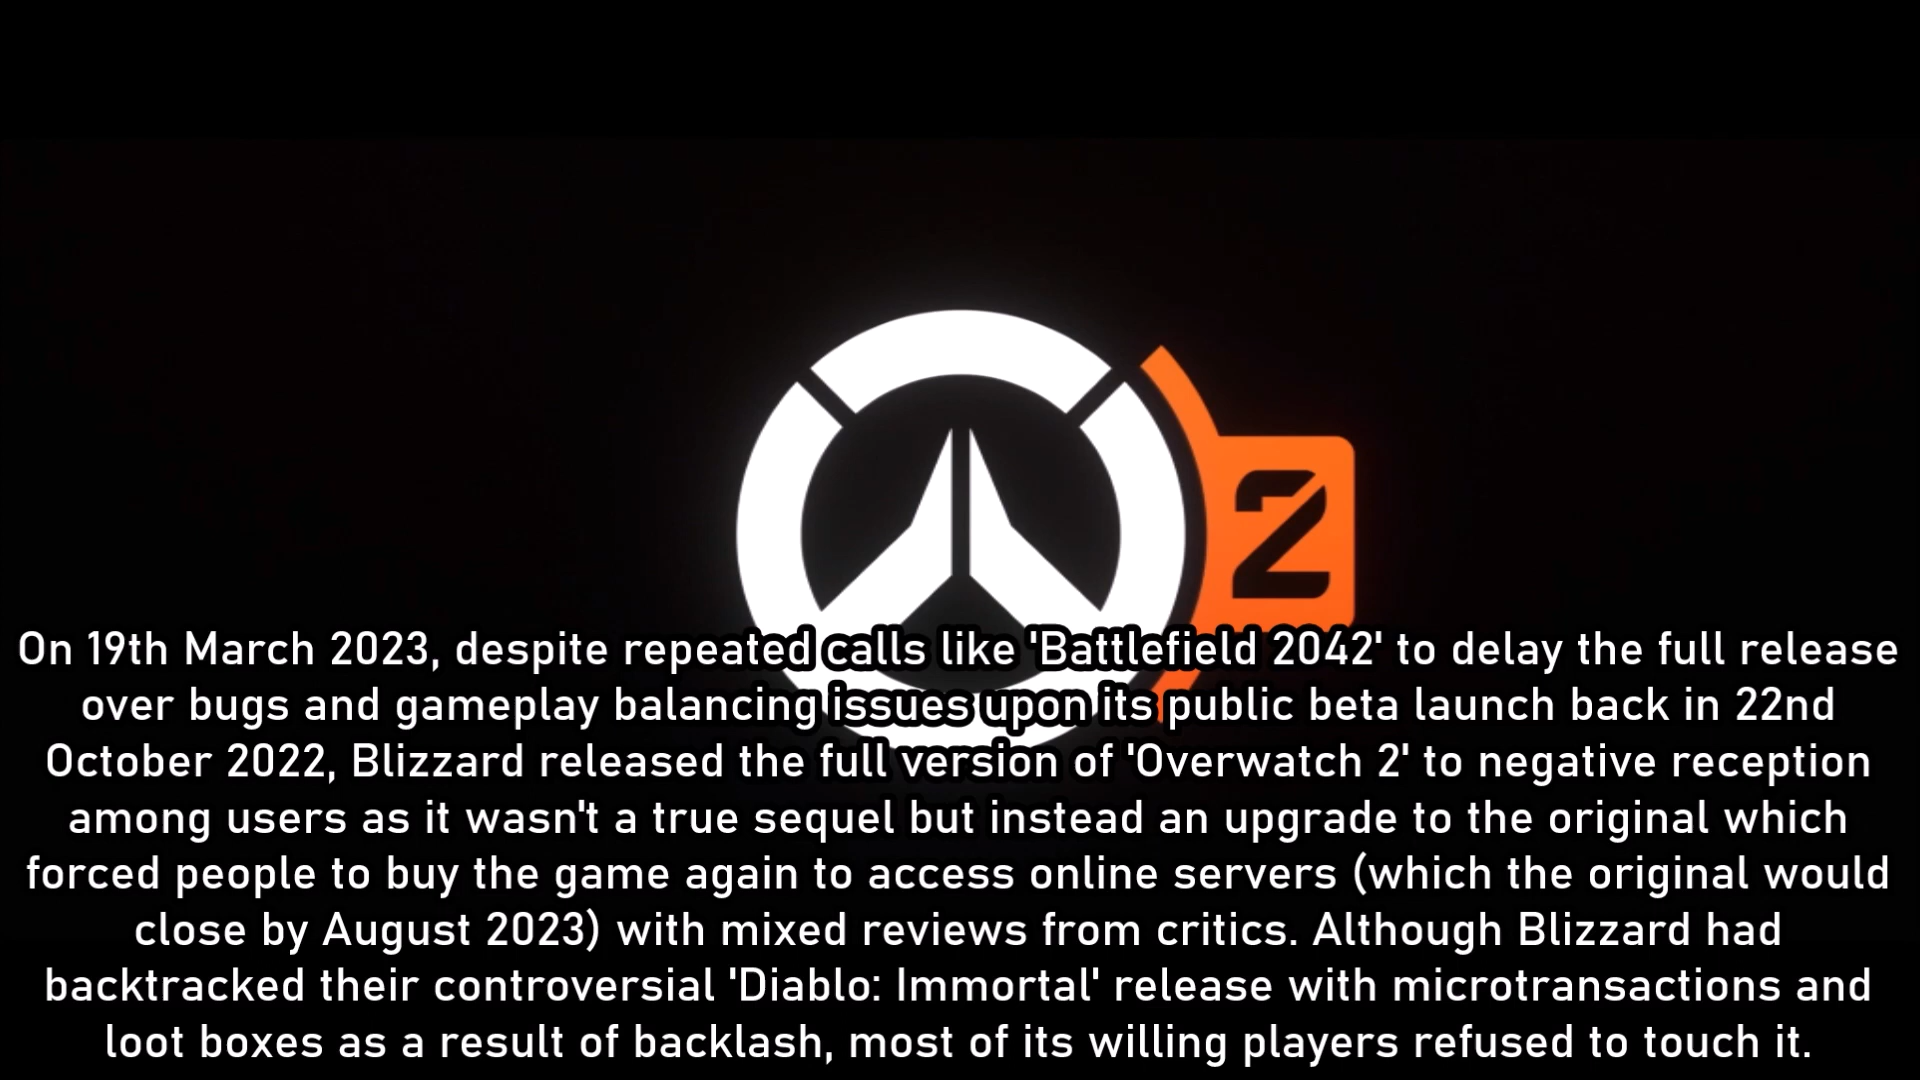 2
On 19th March 2023, despite repeated calls like 'Battlefield 2042' to delay the full release
over bugs and gameplay balancing issues upon its public beta launch back in 22nd
October 2022, Blizzard released the full version of 'Overwatch 2' to negative reception
among users as it wasn't a true sequel but instead an upgrade to the original which
forced people to buy the game again to access online servers (which the original would
close by August 2023) with mixed reviews from critics. Although Blizzard had
backtracked their controversial 'Diablo: Immortal' release with microtransactions and
loot boxes as a result of backlash, most of its willing players refused to touch it.